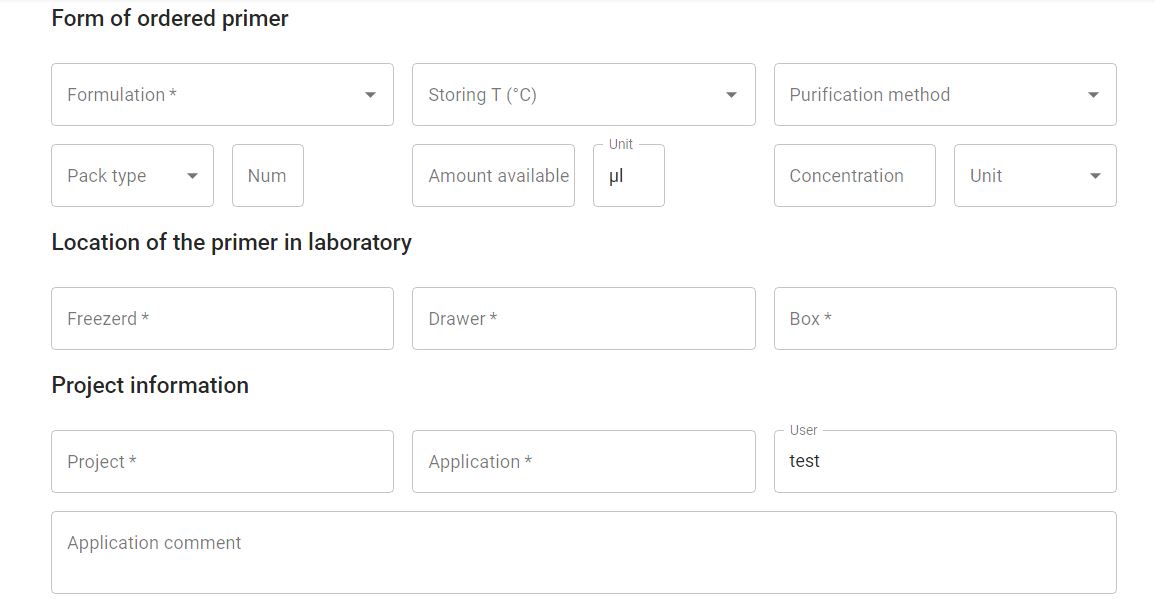 Form of ordered primer
Formulation * Storing T (°C) Purification method
Unit
Pack type Num Amount available µl Concentration Unit
Location of the primer in laboratory
Freezerd * Drawer * Box *
Project information
User
Project * Application * test
Application comment